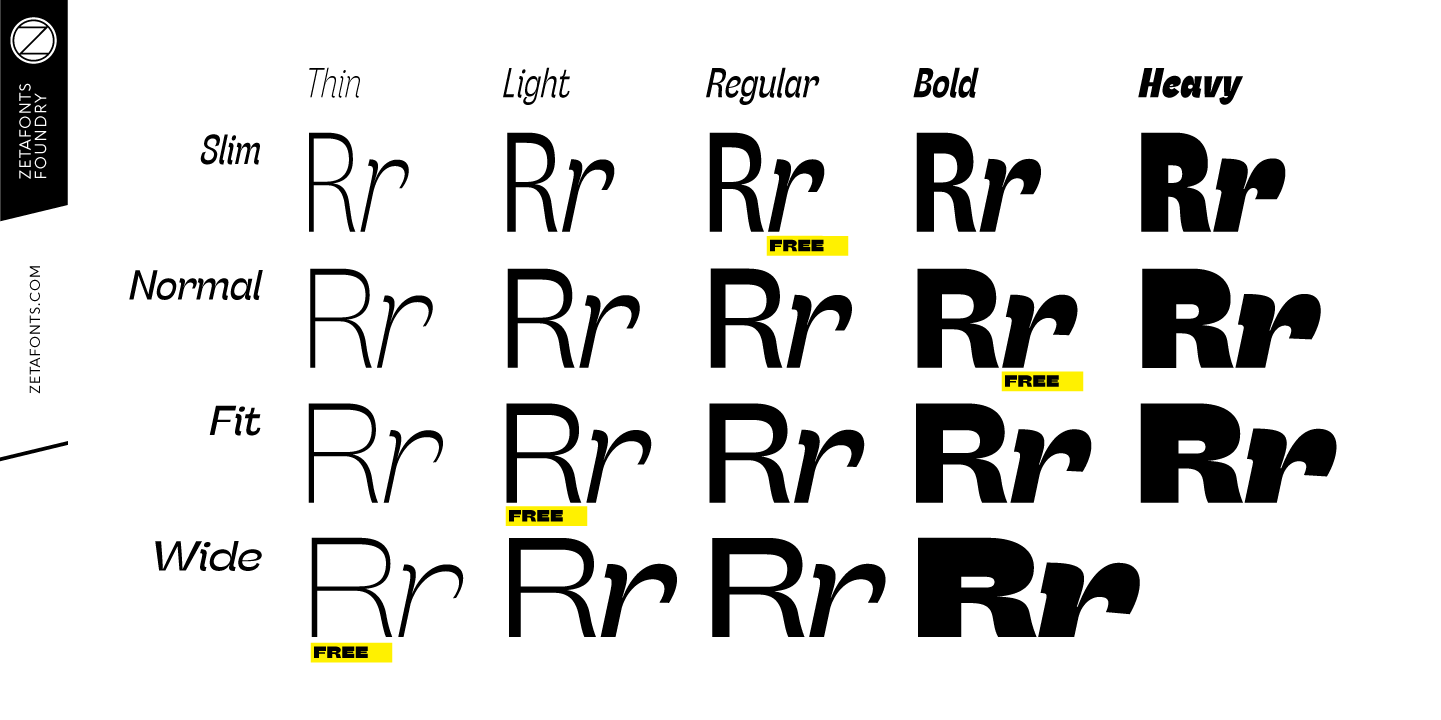 ZETAFONTS
FOUNDRY
ZETAFONTS.COM
Thin Light Regular Bold Heavy
Slim Rr Rr Rr Rr Rr
FREE
Normal Rr Rr Rr Rr Rr
FREE
Fit Rr Rr Rr Rr Rr
FREE
Wide Rr Rr Rr Rr
FREE